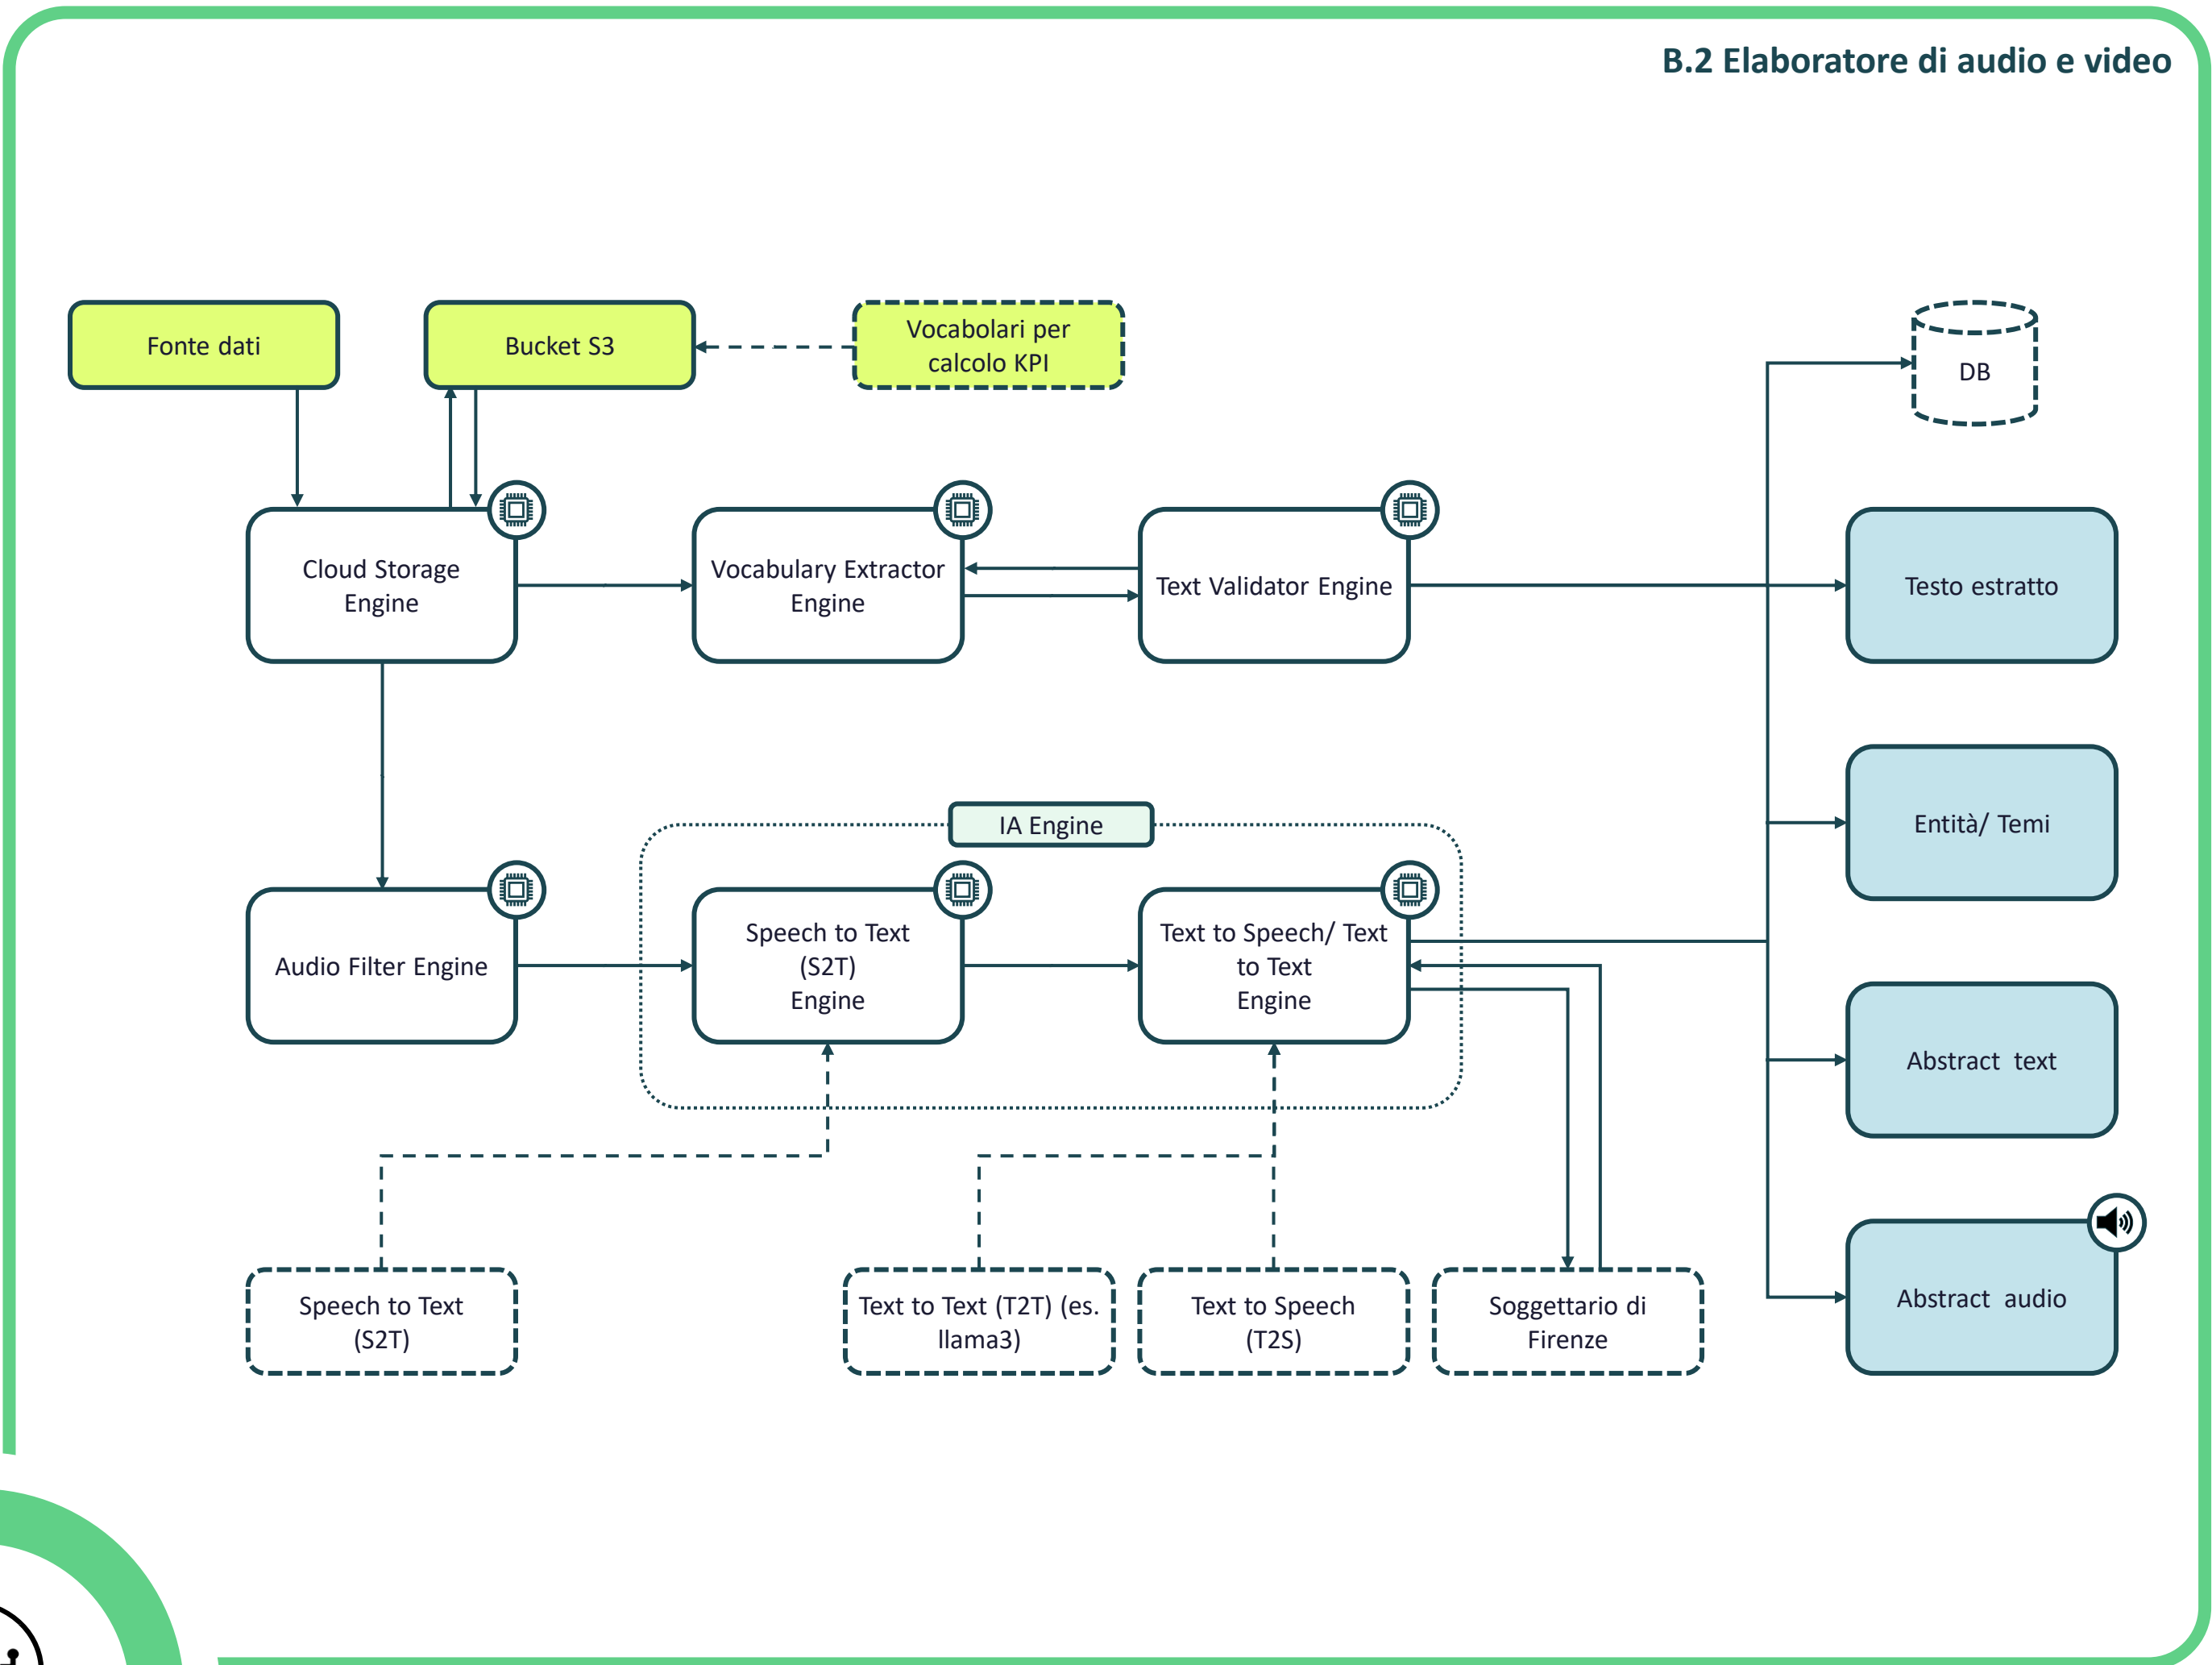 B.2 Elaboratore di audio e video
Fonte dati
Bucket S3
Vocabolari per
calcolo KPI
DB
Cloud Storage
Engine
Vocabulary Extractor
Engine
Text Validator Engine
Testo estratto
Entità/ Temi
IA Engine
Audio Filter Engine
Speech to Text
(S2T)
Engine
Text to Speech/ Text
to Text
Engine
Abstract text
Speech to Text
(S2T)
Text to Text (T2T) (es.
llama3)
Text to Speech
(T2S)
Soggettario di
Firenze
Abstract audio